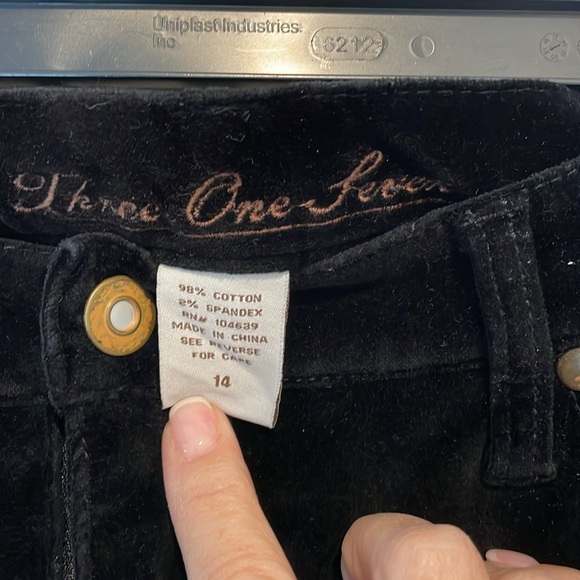 Uniplast Industries
Inc
6212
Three One Seven
98% COTTON
2% SPANDEX
RN# 104639
MADE IN CHINA
SEE REVERSE
FOR CARE
14